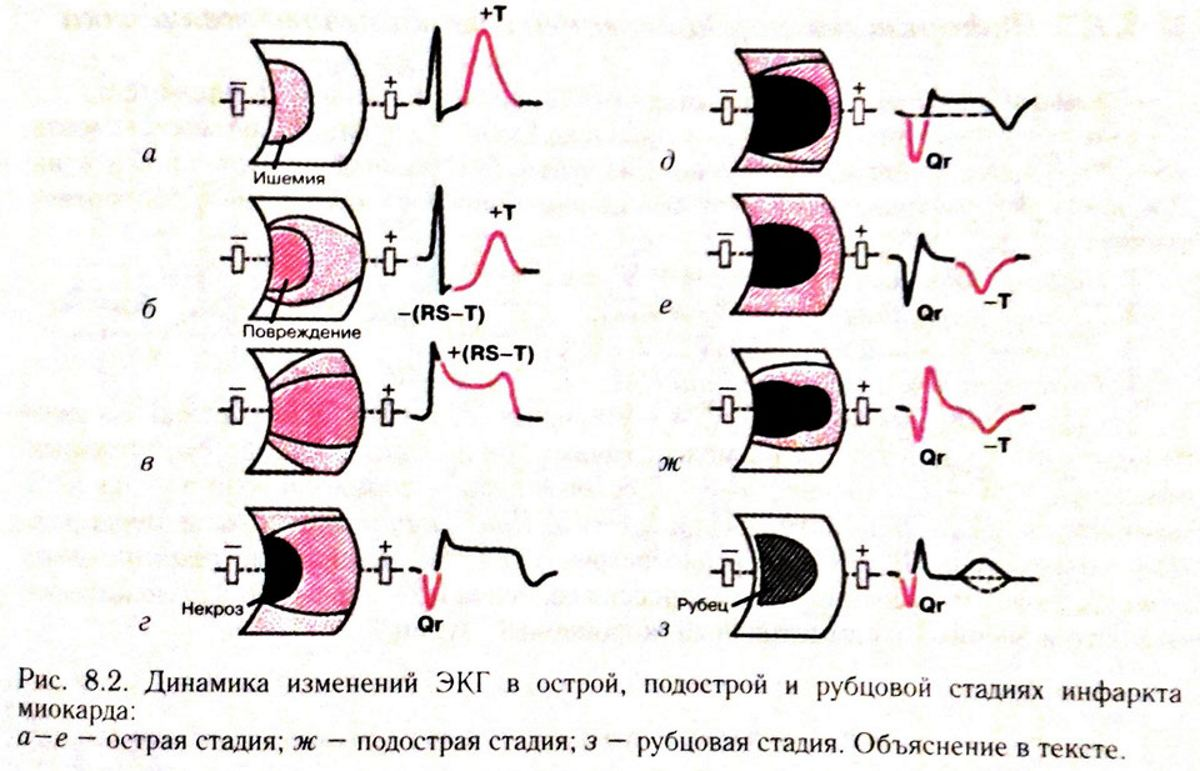 +T
− +
а
Ишемия
− +
+T
б
−(RS−T)
Повреждение
− +
+(RS−T)
в
− +
Некроз
г
Qr
− +
д
Qr
− +
е
Qr
−T
− +
ж
Qr
−T
− +
Рубец
з
Qr
Рис. 8.2. Динамика изменений ЭКГ в острой, подострой и рубцовой стадиях инфаркта
миокарда:
а−е − острая стадия; ж − подострая стадия; з − рубцовая стадия. Объяснение в тексте.